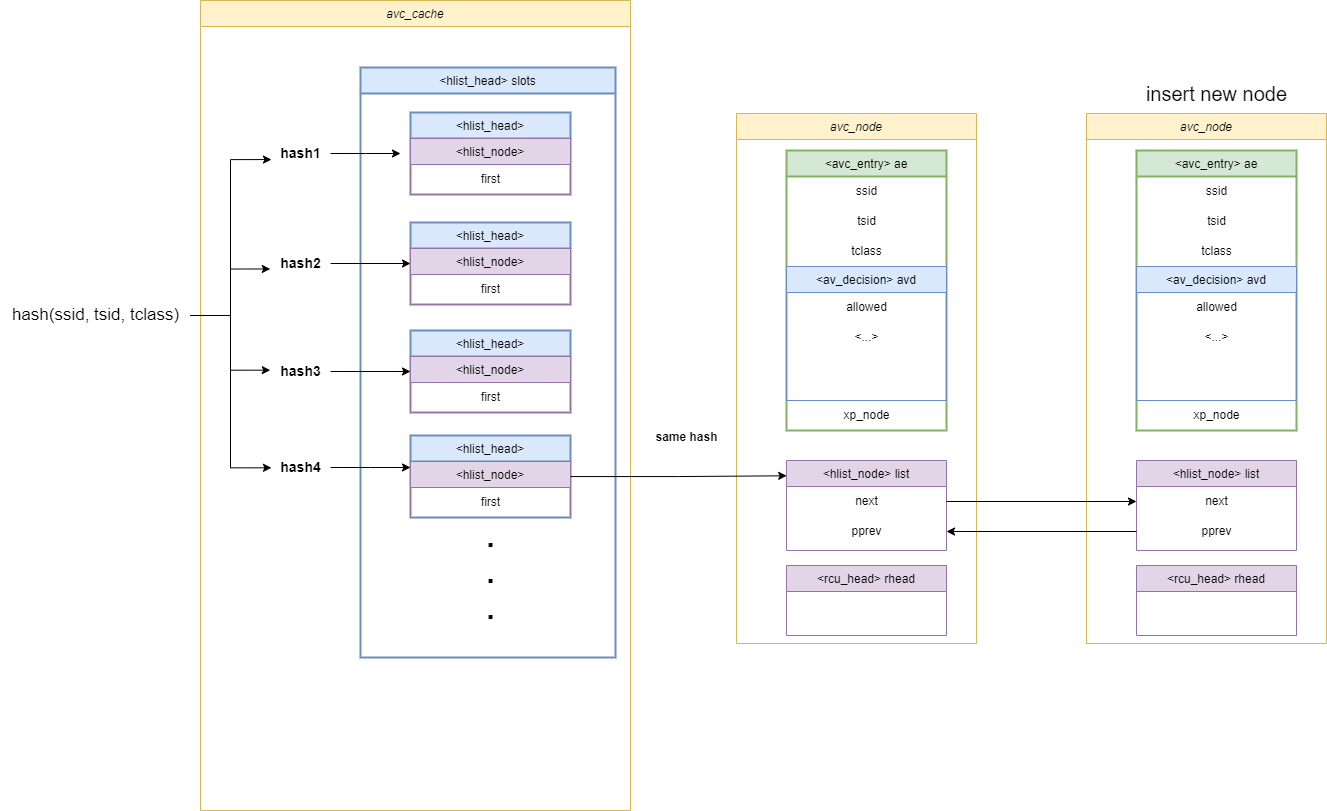 avc_cache
<hlist_head> slots
<hlist_head>
<hlist_node>
first
hash1
<hlist_head>
<hlist_node>
first
hash2
hash(ssid, tsid, tclass)
<hlist_head>
<hlist_node>
first
hash3
<hlist_head>
<hlist_node>
first
hash4
.
.
.
same hash
avc_node
<avc_entry> ae
ssid
tsid
tclass
<av_decision> avd
allowed
<...>
xp_node
<hlist_node> list
next
pprev
<rcu_head> rhead
insert new node
avc_node
<avc_entry> ae
ssid
tsid
tclass
<av_decision> avd
allowed
<...>
xp_node
<hlist_node> list
next
pprev
<rcu_head> rhead